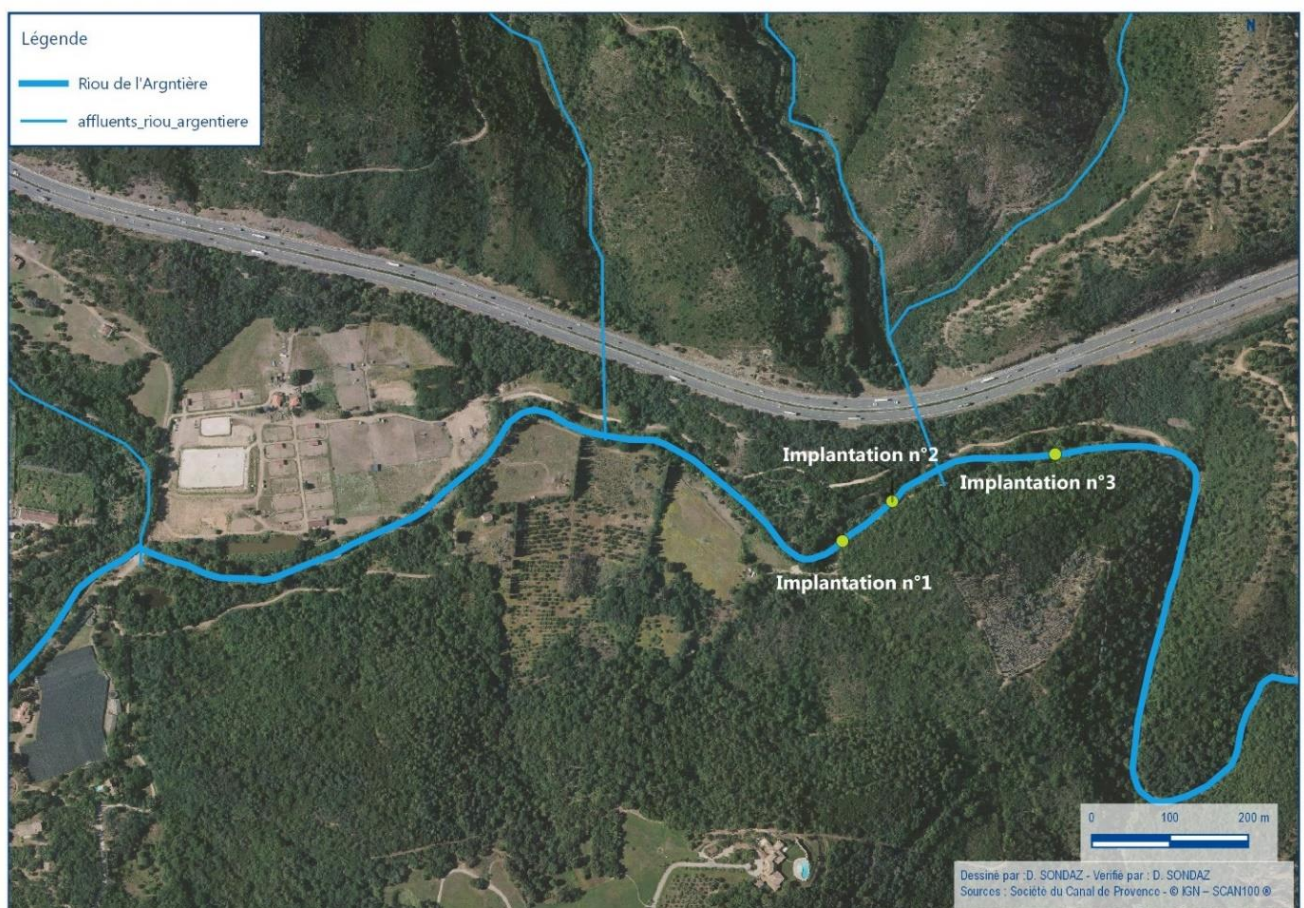 Légende
N
Riou de l'Argntière
affluents_riou_argentiere
Implantation n°2
Implantation n°3
Implantation n°1
0 100 200 m
Dessiné par :D. SONDAZ - Verifié par : D. SONDAZ
Sources : Société du Canal de Provence - © IGN – SCAN100 ®